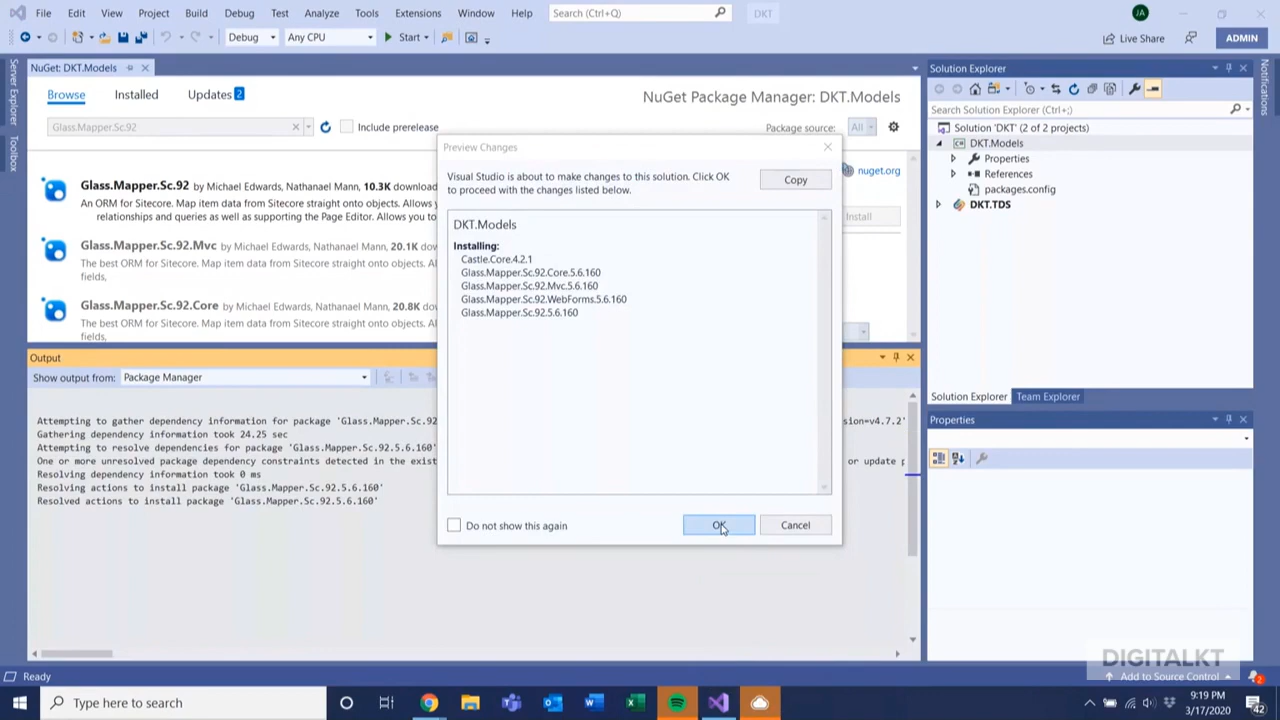 File Edit View Project Build Debug Test Analyze Tools Extensions Window Help Search (Ctrl+Q) DKT JA
Debug Any CPU Start Live Share ADMIN
Server Explorer
Toolbox
NuGet: DKT.Models
Browse Installed Updates 2 NuGet Package Manager: DKT.Models
Glass.Mapper.Sc.92 Include prerelease Package source: All
Glass.Mapper.Sc.92 by Michael Edwards, Nathanael Mann, 10.3K download
An ORM for Sitecore. Map item data from Sitecore straight onto objects. Allows
relationships and queries as well as supporting the Page Editor. Allows you to
Glass.Mapper.Sc.92.Mvc by Michael Edwards, Nathanael Mann, 20.1K
The best ORM for Sitecore. Map item data from Sitecore straight onto objects.
fields,
Glass.Mapper.Sc.92.Core by Michael Edwards, Nathanael Mann, 20.8K
The best ORM for Sitecore. Map item data from Sitecore straight onto objects.
fields,
nuget.org
Install
Preview Changes
Visual Studio is about to make changes to this solution. Click OK
to proceed with the changes listed below.
Copy
DKT.Models
Installing:
Castle.Core.4.2.1
Glass.Mapper.Sc.92.Core.5.6.160
Glass.Mapper.Sc.92.Mvc.5.6.160
Glass.Mapper.Sc.92.WebForms.5.6.160
Glass.Mapper.Sc.92.5.6.160
Do not show this again OK Cancel
Output
Show output from: Package Manager
Attempting to gather dependency information for package 'Glass.Mapper.Sc.92 sion=v4.7.2'
Gathering dependency information took 24.25 sec
Attempting to resolve dependencies for package 'Glass.Mapper.Sc.92.5.6.160'
One or more unresolved package dependency constraints detected in the exist or update p
Resolving dependency information took 0 ms
Resolving actions to install package 'Glass.Mapper.Sc.92.5.6.160'
Resolved actions to install package 'Glass.Mapper.Sc.92.5.6.160'
Solution Explorer
Search Solution Explorer (Ctrl+;)
Solution 'DKT' (2 of 2 projects)
DKT.Models
Properties
References
packages.config
DKT.TDS
Solution Explorer Team Explorer
Properties
Notifications
DIGITALKT
Ready Add to Source Control 2
Type here to search
9:19 PM
3/17/2020
42